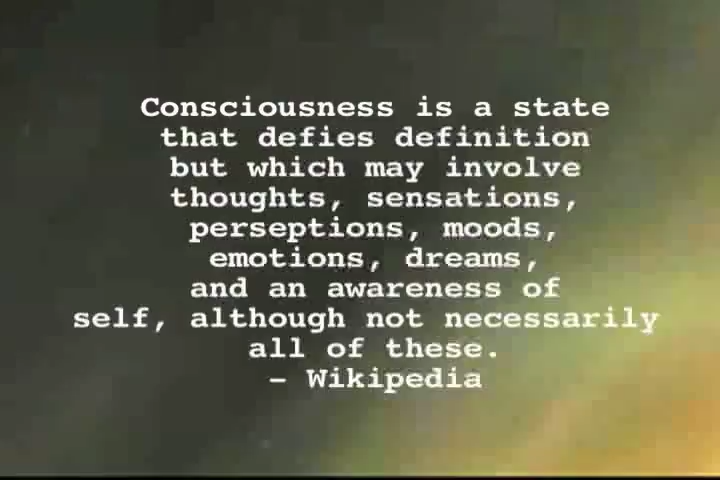 Consciousness is a state
that defies definition
but which may involve
thoughts, sensations,
perseptions, moods,
emotions, dreams,
and an awareness of
self, although not necessarily
all of these.
- Wikipedia